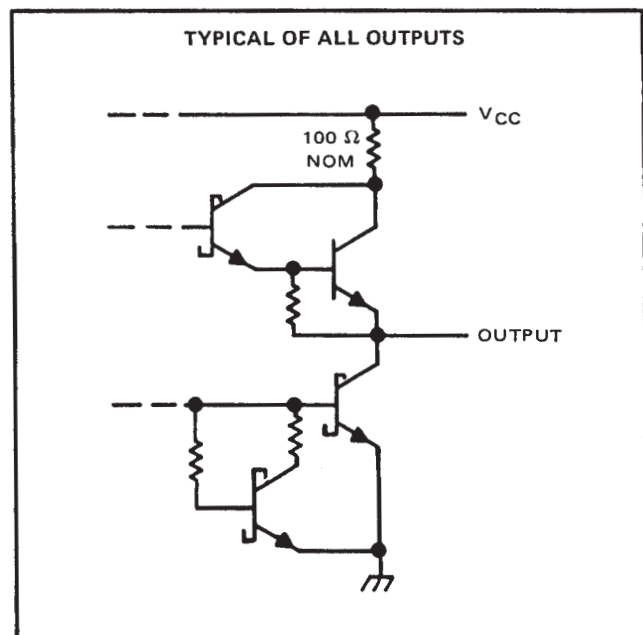 TYPICAL OF ALL OUTPUTS
VCC
100 Ω
NOM
OUTPUT